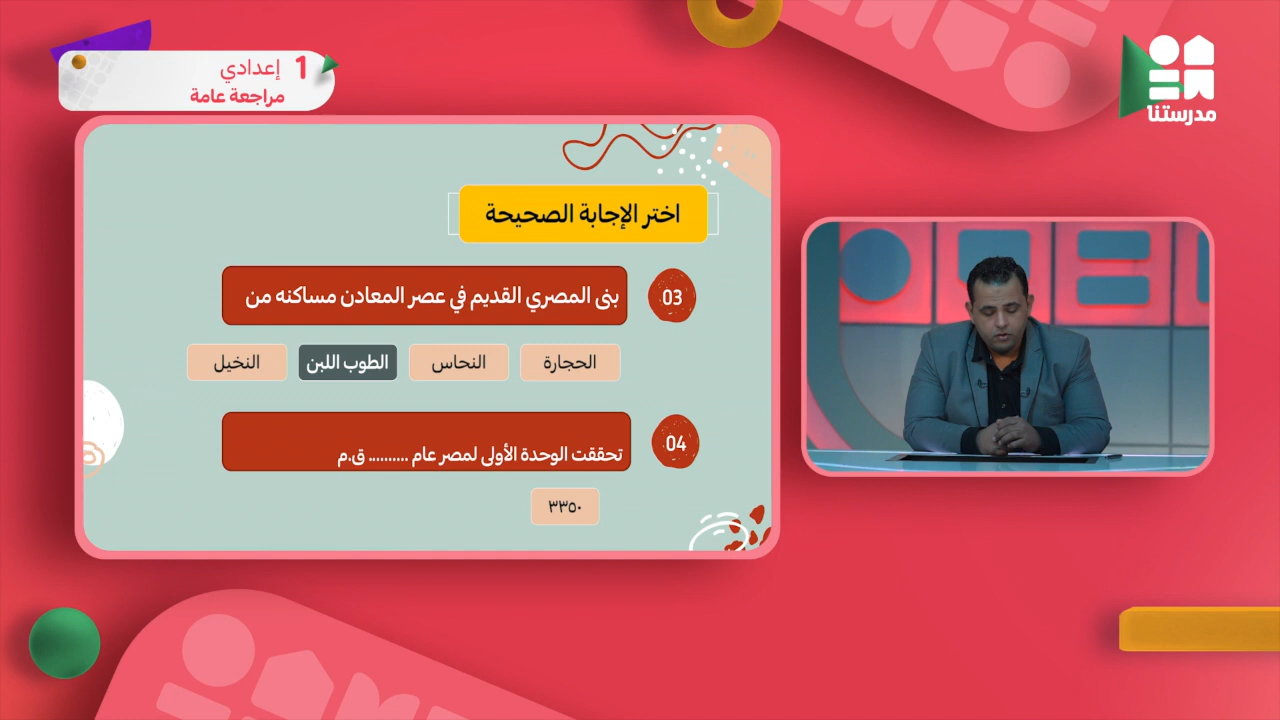 1 إعدادي
مراجعة عامة
مدرستنا
اختر الإجابة الصحيحة
03 بنى المصري القديم في عصر المعادن مساكنه من
الحجارة النحاس الطوب اللبن النخيل
04 تحققت الوحدة الأولى لمصر عام .......... ق.م
٣٣٥٠